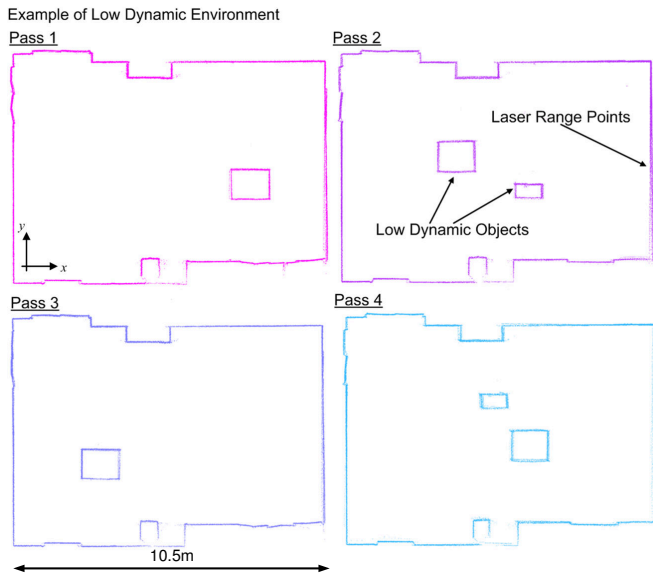 Example of Low Dynamic Environment
Pass 1
Pass 2
Laser Range Points
Low Dynamic Objects
y
x
Pass 3
Pass 4
10.5m